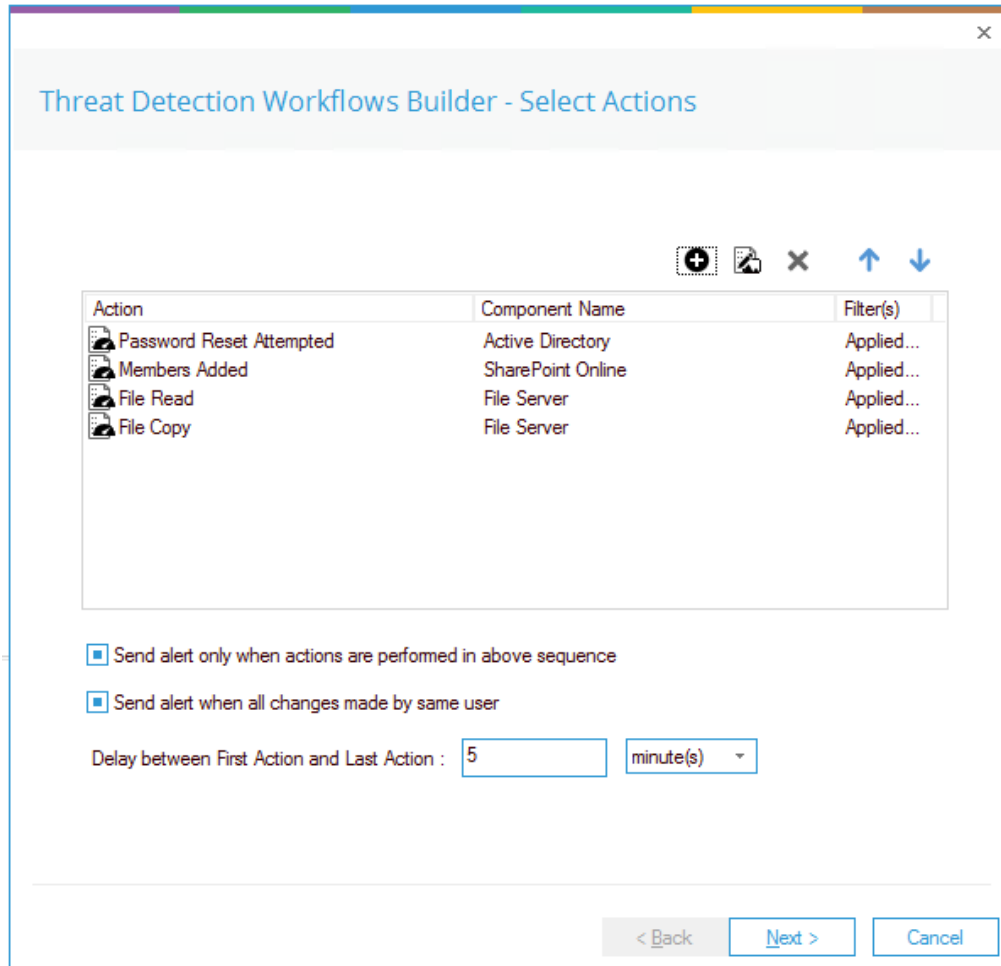 Threat Detection Workflows Builder - Select Actions
Action Component Name Filter(s)
Password Reset Attempted Active Directory Applied...
Members Added SharePoint Online Applied...
File Read File Server Applied...
File Copy File Server Applied...
Send alert only when actions are performed in above sequence
Send alert when all changes made by same user
Delay between First Action and Last Action : 5 minute(s)
< Back Next > Cancel